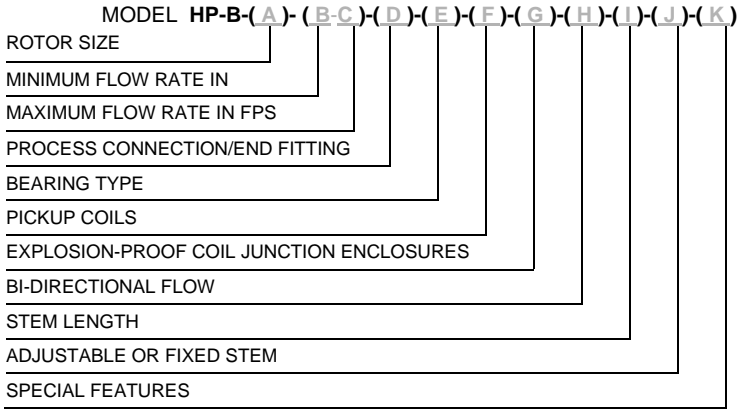 MODEL HP-B-(A)-(B-C)-(D)-(E)-(F)-(G)-(H)-(I)-(J)-(K)
ROTOR SIZE
MINIMUM FLOW RATE IN
MAXIMUM FLOW RATE IN FPS
PROCESS CONNECTION/END FITTING
BEARING TYPE
PICKUP COILS
EXPLOSION-PROOF COIL JUNCTION ENCLOSURES
BI-DIRECTIONAL FLOW
STEM LENGTH
ADJUSTABLE OR FIXED STEM
SPECIAL FEATURES